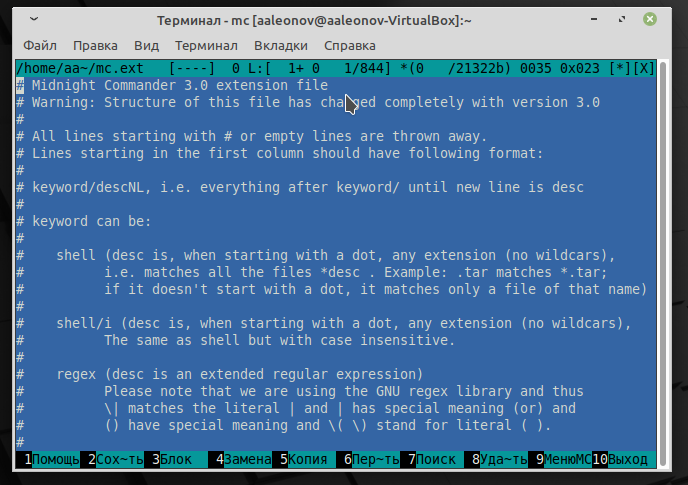 Терминал - mc [aaleonov@aaleonov-VirtualBox]:~
Файл Правка Вид Терминал Вкладки Справка
/home/aa~/mc.ext [----] 0 L:[ 1+ 0 1/844] *(0 /21322b) 0035 0x023 [*][X]
# Midnight Commander 3.0 extension file
# Warning: Structure of this file has changed completely with version 3.0
#
# All lines starting with # or empty lines are thrown away.
# Lines starting in the first column should have following format:
#
# keyword/descNL, i.e. everything after keyword/ until new line is desc
#
# keyword can be:
#
# shell (desc is, when starting with a dot, any extension (no wildcars),
# i.e. matches all the files *desc . Example: .tar matches *.tar;
# if it doesn't start with a dot, it matches only a file of that name)
#
# shell/i (desc is, when starting with a dot, any extension (no wildcars),
# The same as shell but with case insensitive.
#
# regex (desc is an extended regular expression)
# Please note that we are using the GNU regex library and thus
# \| matches the literal | and | has special meaning (or) and
# () have special meaning and \( \) stand for literal ( ).
#
1Помощь 2Сох~ть 3Блок 4Замена 5Копия 6Пер~ть 7Поиск 8Уда~ть 9МенюMC 10Выход